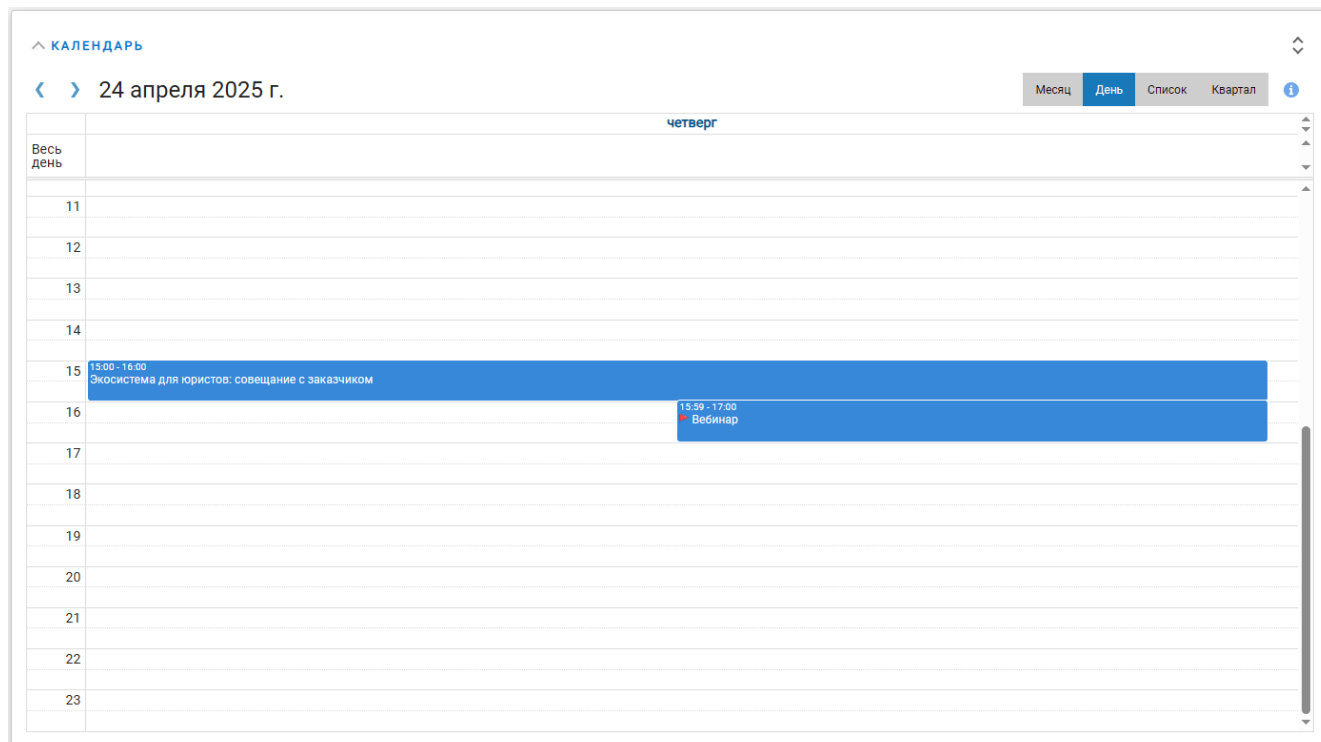 КАЛЕНДАРЬ
24 апреля 2025 г.
Месяц День Список Квартал
четверг
Весь
день
11
12
13
14
15
15:00 - 16:00
Экосистема для юристов: совещание с заказчиком
16
15:59 - 17:00
Вебинар
17
18
19
20
21
22
23